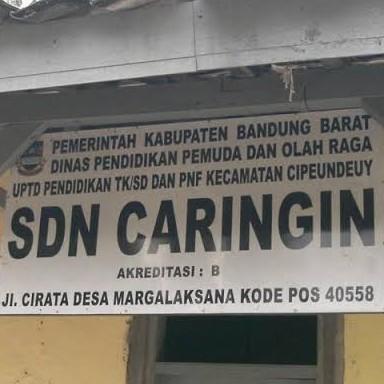 PEMERINTAH KABUPATEN BANDUNG BARAT
DINAS PENDIDIKAN PEMUDA DAN OLAH RAGA
UPTD PENDIDIKAN TK/SD DAN PNF KECAMATAN CIPEUNDEUY
SDN CARINGIN
AKREDITASI : B
JL. CIRATA DESA MARGALAKSANA KODE POS 40558